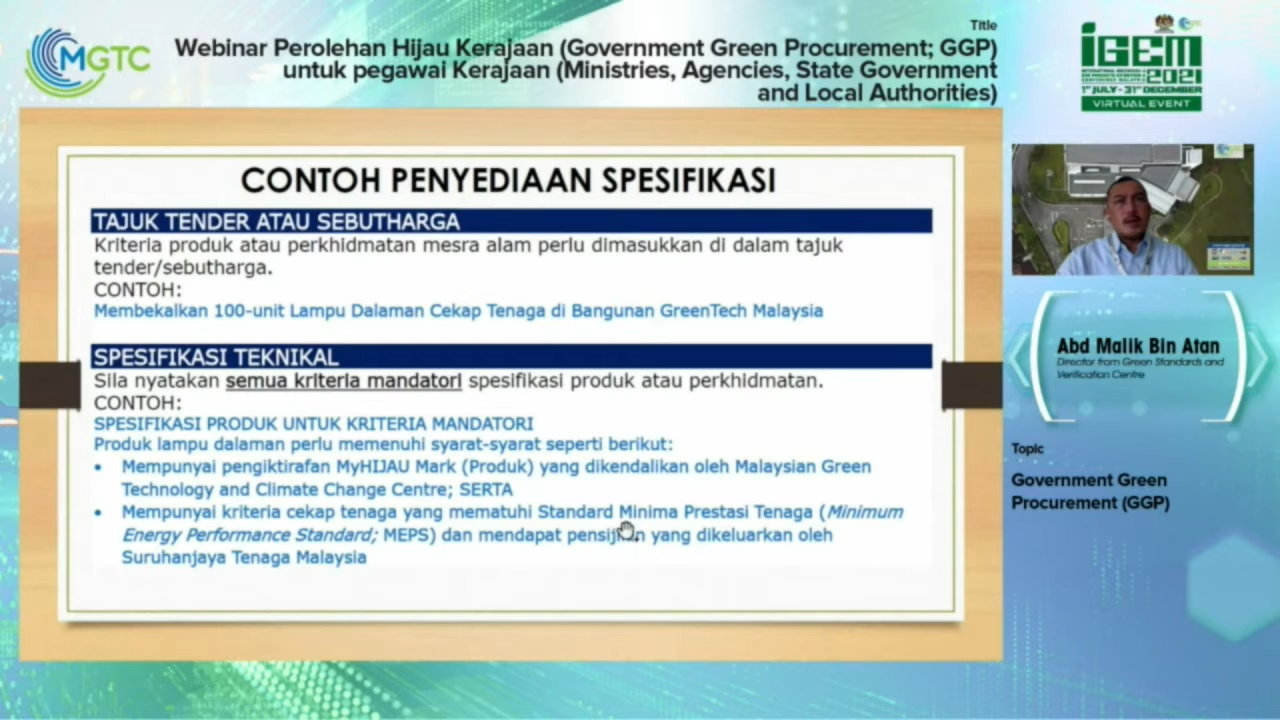 MGTC
Title
Webinar Perolehan Hijau Kerajaan (Government Green Procurement; GGP)
untuk pegawai Kerajaan (Ministries, Agencies, State Government
and Local Authorities)
iGEM
2021
1ST JULY - 31ST DECEMBER
VIRTUAL EVENT
CONTOH PENYEDIAAN SPESIFIKASI
TAJUK TENDER ATAU SEBUTHARGA
Kriteria produk atau perkhidmatan mesra alam perlu dimasukkan di dalam tajuk
tender/sebutharga.
CONTOH:
Membekalkan 100-unit Lampu Dalaman Cekap Tenaga di Bangunan GreenTech Malaysia
SPESIFIKASI TEKNIKAL
Sila nyatakan semua kriteria mandatori spesifikasi produk atau perkhidmatan.
CONTOH:
SPESIFIKASI PRODUK UNTUK KRITERIA MANDATORI
Produk lampu dalaman perlu memenuhi syarat-syarat seperti berikut:
• Mempunyai pengiktirafan MyHIJAU Mark (Produk) yang dikendalikan oleh Malaysian Green
Technology and Climate Change Centre; SERTA
• Mempunyai kriteria cekap tenaga yang mematuhi Standard Minima Prestasi Tenaga (Minimum
Energy Performance Standard; MEPS) dan mendapat pensijilan yang dikeluarkan oleh
Suruhanjaya Tenaga Malaysia
Abd Malik Bin Atan
Director from Green Standards and
Verification Centre
Topic
Government Green
Procurement (GGP)